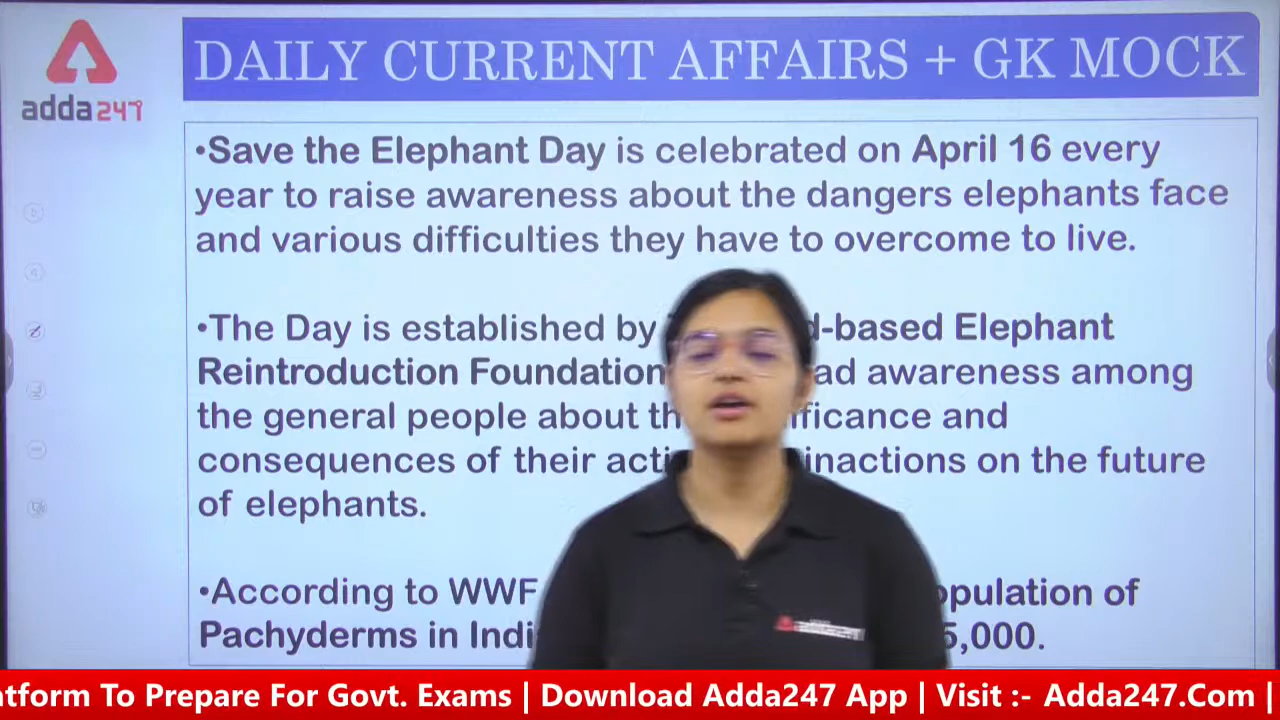 DAILY CURRENT AFFAIRS + GK MOCK
adda247
•Save the Elephant Day is celebrated on April 16 every
year to raise awareness about the dangers elephants face
and various difficulties they have to overcome to live.
•The Day is established by d-based Elephant
Reintroduction Foundation ad awareness among
the general people about th ificance and
consequences of their acti inactions on the future
of elephants.
•According to WWF opulation of
Pachyderms in Indi 5,000.
adda247
atform To Prepare For Govt. Exams | Download Adda247 App | Visit :- Adda247.Com |